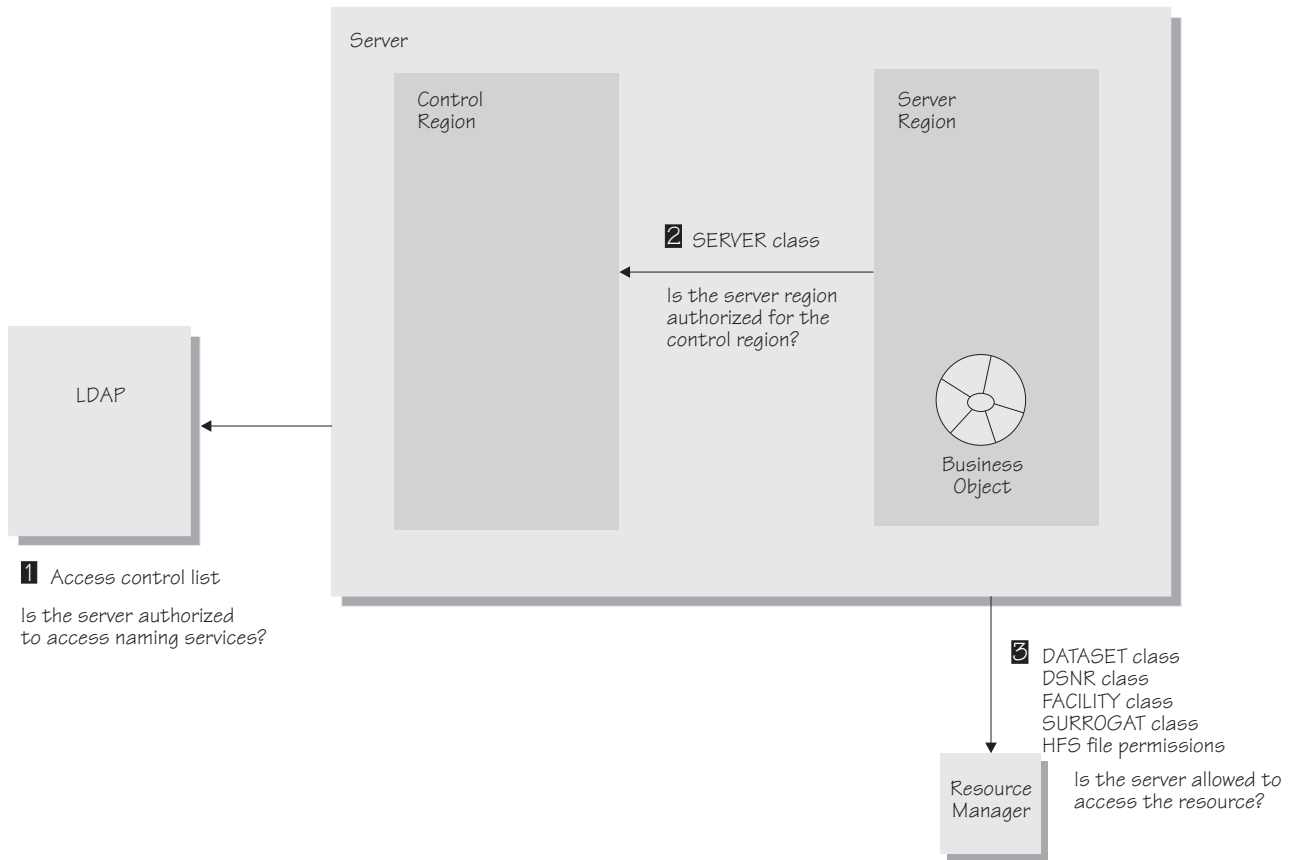 Server
Control
Region
Server
Region
2 SERVER class
Is the server region
authorized for the
control region?
LDAP
Business
Object
1 Access control list
Is the server authorized
to access naming services?
3 DATASET class
DSNR class
FACILITY class
SURROGAT class
HFS file permissions
Is the server allowed to
access the resource?
Resource
Manager